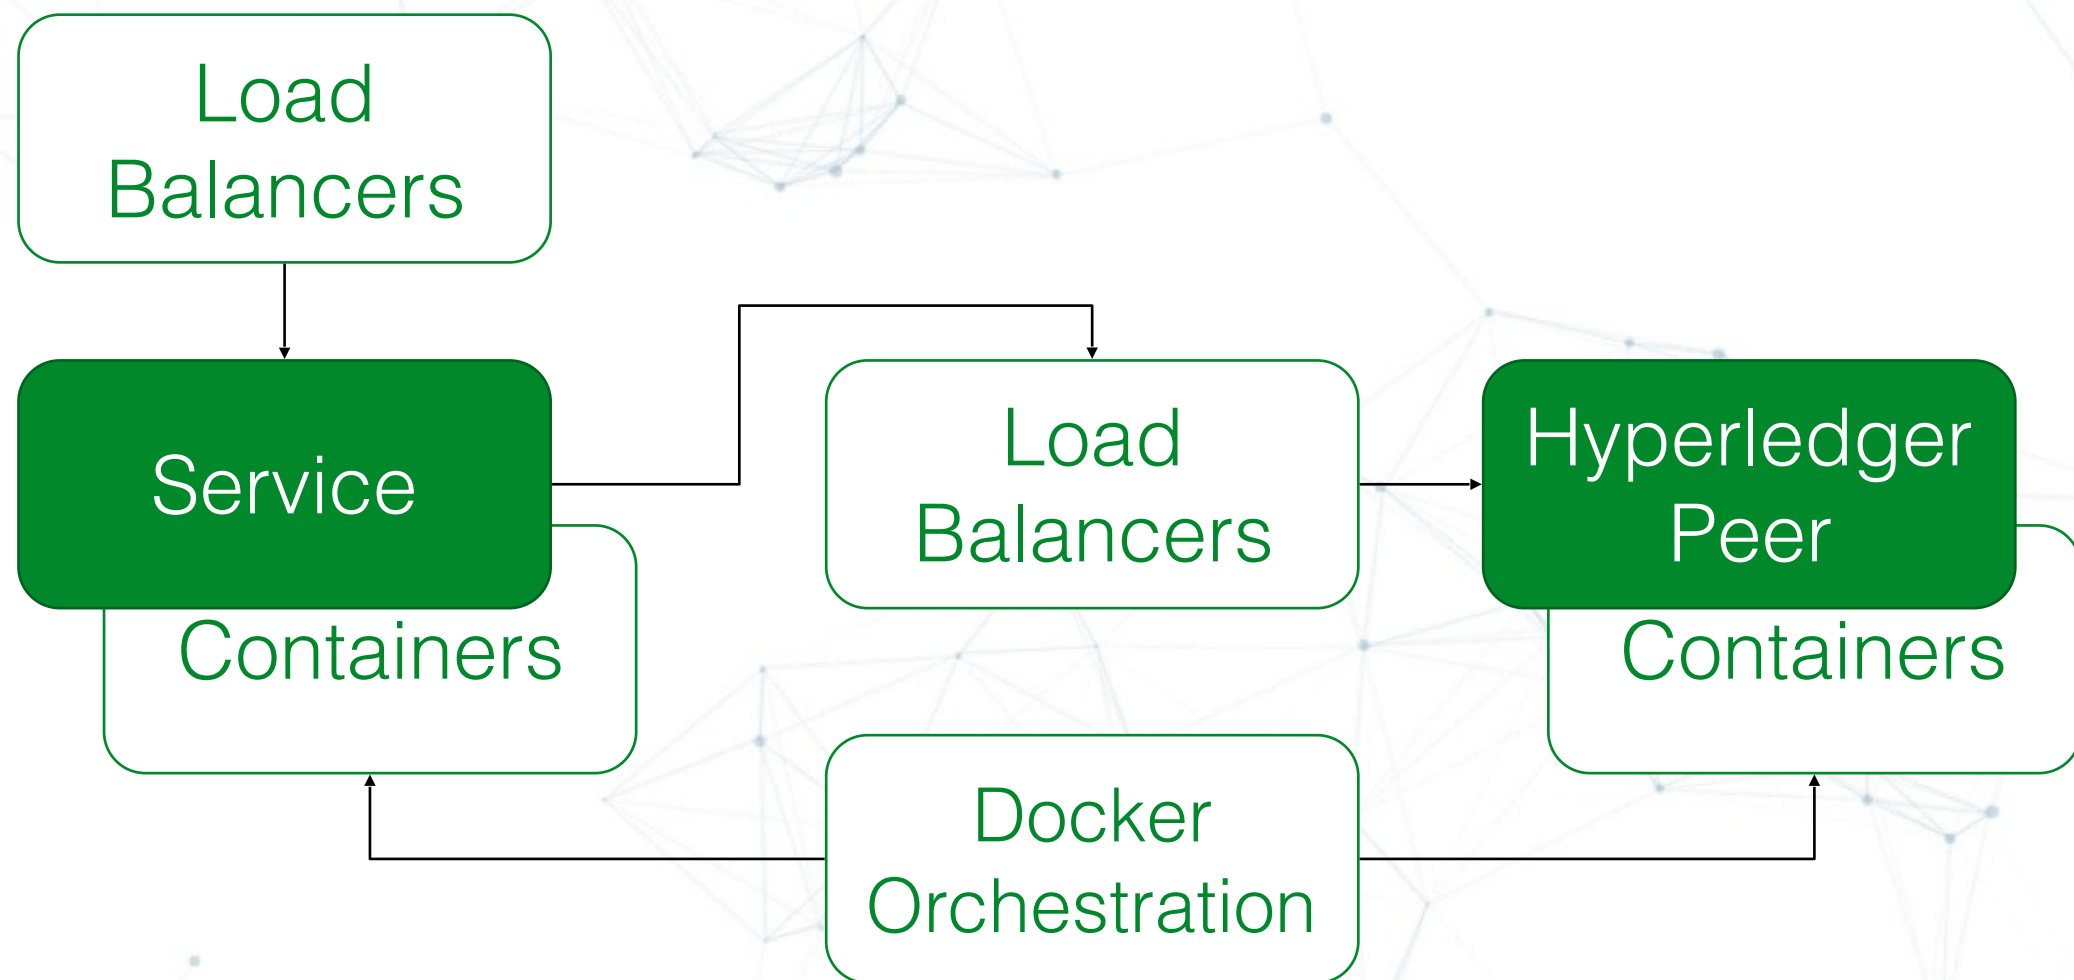 Load
Balancers
Service
Containers
Load
Balancers
Hyperledger
Peer
Containers
Docker
Orchestration